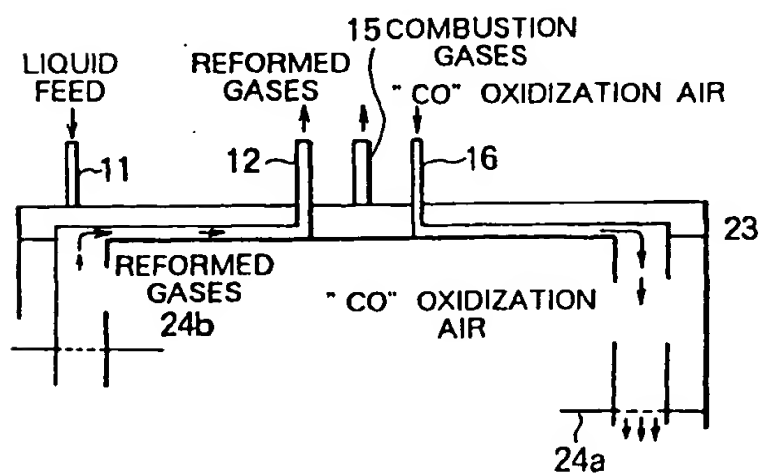 15 COMBUSTION
GASES
LIQUID
FEED
REFORMED
GASES
"CO" OXIDIZATION AIR
11
12
16
23
REFORMED
GASES
24b
"CO" OXIDIZATION
AIR
24a